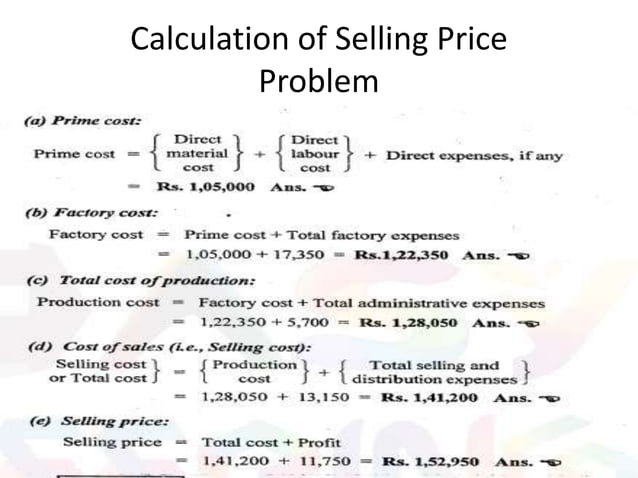 Calculation of Selling Price
Problem
(a) Prime cost:
Prime cost = { Direct material cost } + { Direct labour cost } + Direct expenses, if any
= Rs. 1,05,000 Ans.
(b) Factory cost:
Factory cost = Prime cost + Total factory expenses
= 1,05,000 + 17,350 = Rs.1,22,350 Ans.
(c) Total cost of production:
Production cost = Factory cost + Total administrative expenses
= 1,22,350 + 5,700 = Rs. 1,28,050 Ans.
(d) Cost of sales (i.e., Selling cost):
Selling cost or Total cost } = { Production cost } + { Total selling and distribution expenses }
= 1,28,050 + 13,150 = Rs. 1,41,200 Ans.
(e) Selling price:
Selling price = Total cost + Profit
= 1,41,200 + 11,750 = Rs. 1,52,950 Ans.